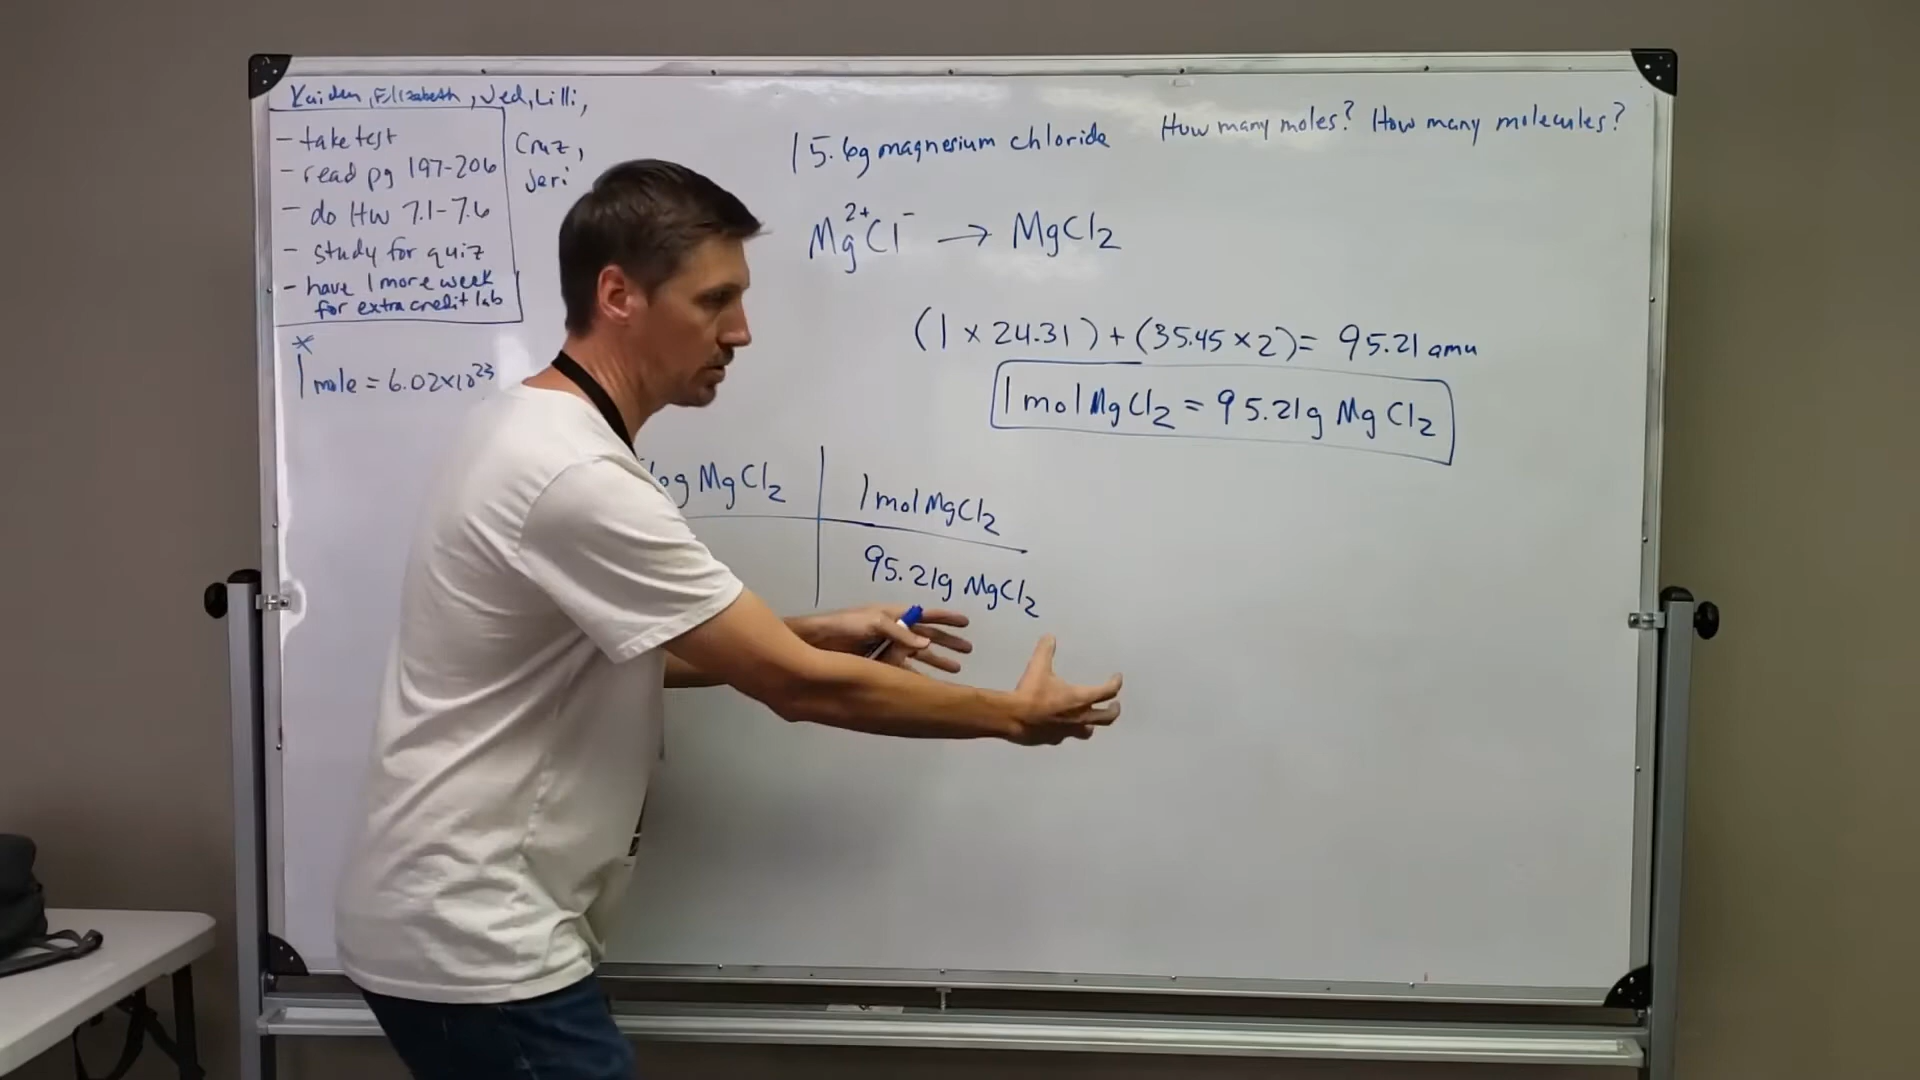 Kaiden, Elizabeth, Jed, Lilli,
Cruz,
Jeri
- take test
- read pg 197-206
- do HW 7.1-7.6
- study for quiz
- have 1 more week
for extra credit lab
*
1 mole = 6.02x10²³
15.6g magnesium chloride How many moles? How many molecules?
Mg²⁺Cl⁻ → MgCl₂
(1 x 24.31) + (35.45 x 2) = 95.21 amu
1 mol MgCl₂ = 95.21g MgCl₂
6g MgCl₂
1 mol MgCl₂
95.21g MgCl₂